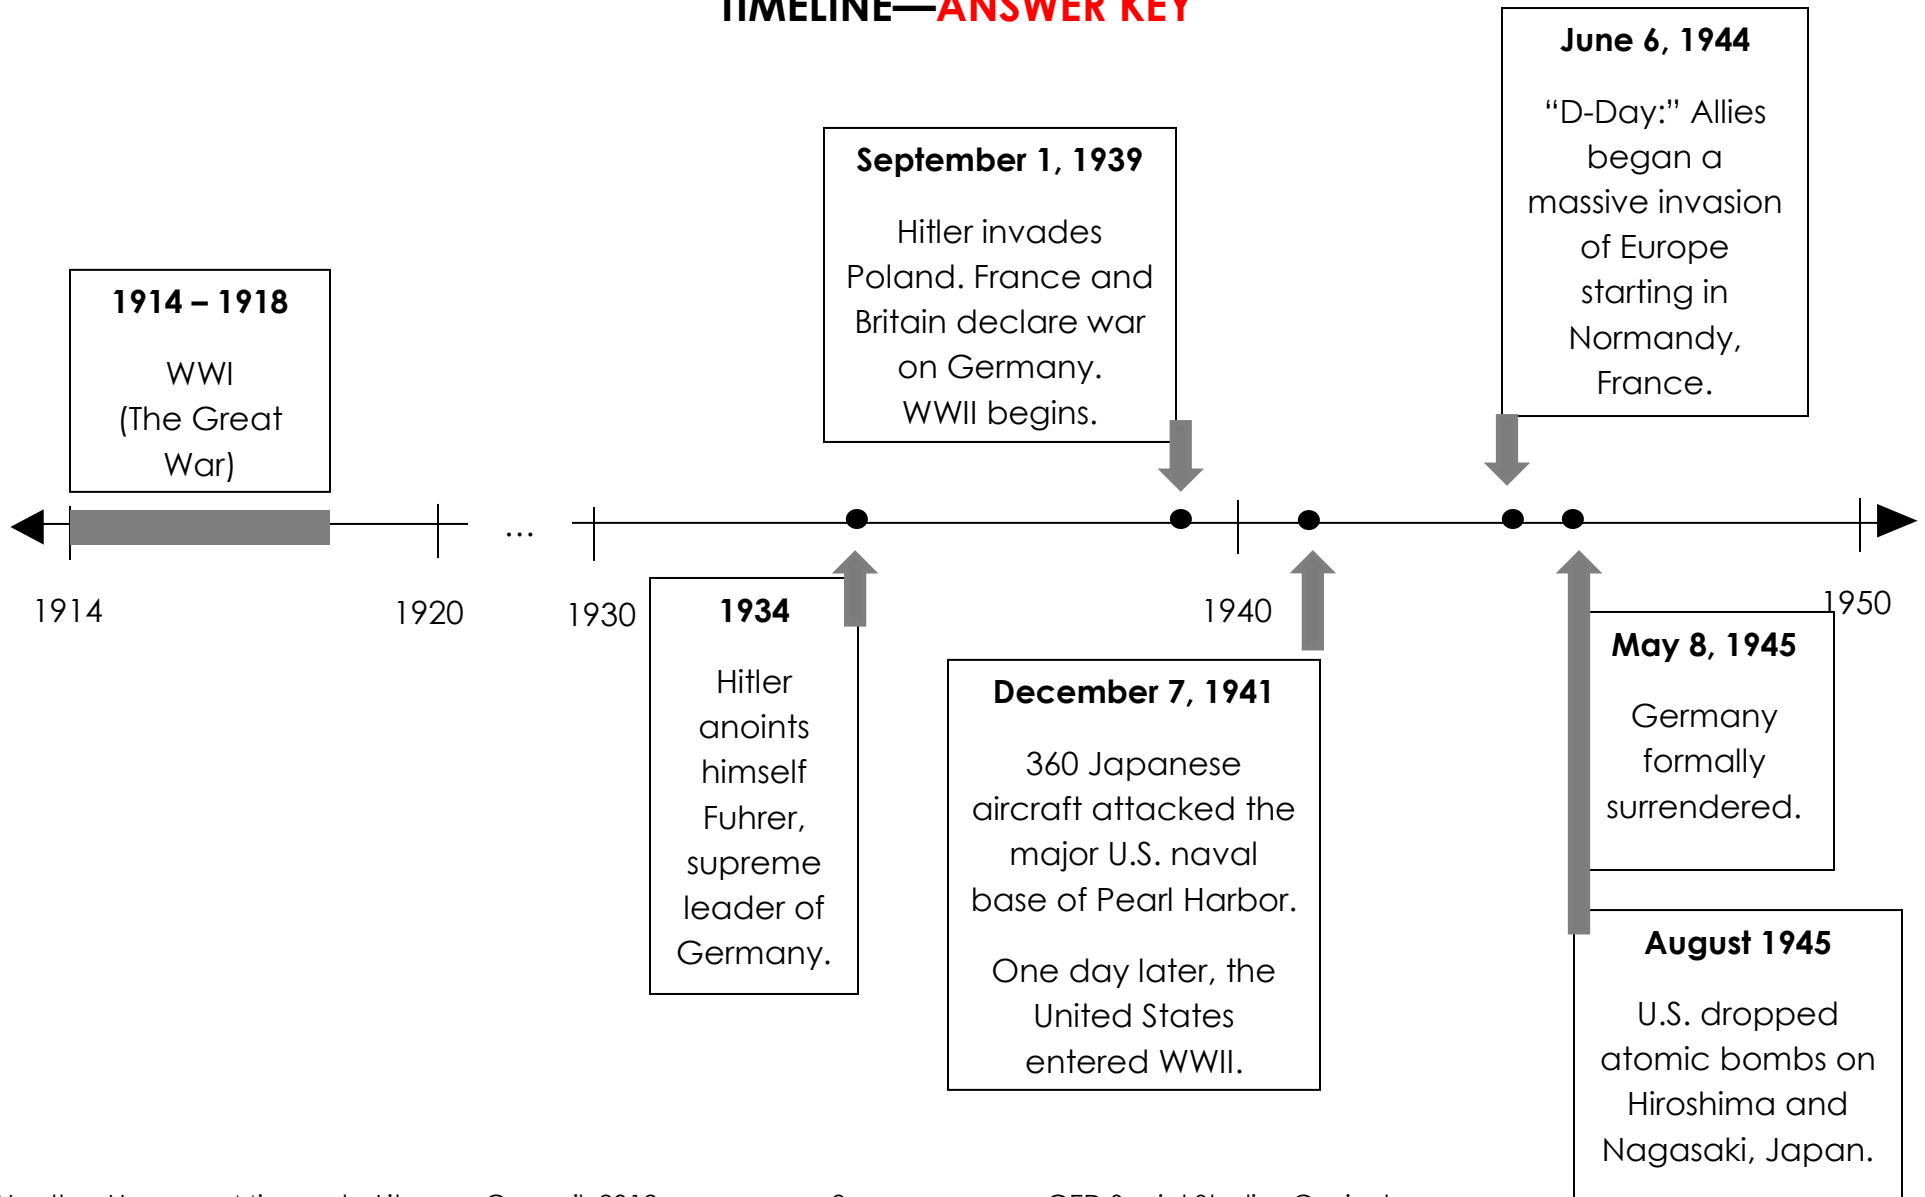 TIMELINE—ANSWER KEY
June 6, 1944
“D-Day:” Allies
began a
massive invasion
of Europe
starting in
Normandy,
France.
September 1, 1939
Hitler invades
Poland. France and
Britain declare war
on Germany.
WWII begins.
1914 – 1918
WWI
(The Great
War)
...
1914
1920
1930
1940
1950
1934
Hitler
anoints
himself
Fuhrer,
supreme
leader of
Germany.
December 7, 1941
360 Japanese
aircraft attacked the
major U.S. naval
base of Pearl Harbor.
One day later, the
United States
entered WWII.
May 8, 1945
Germany
formally
surrendered.
August 1945
U.S. dropped
atomic bombs on
Hiroshima and
Nagasaki, Japan.